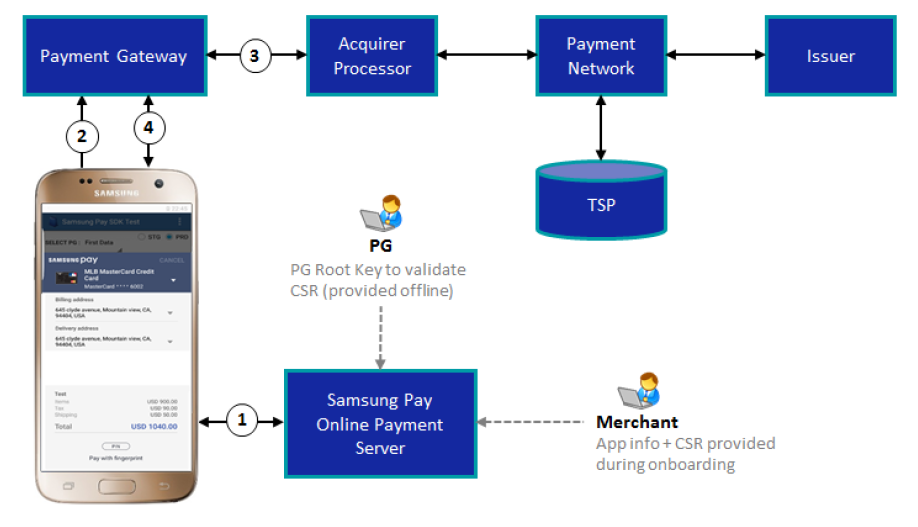 Payment Gateway
3
Acquirer
Processor
Payment
Network
Issuer
2
4
TSP
SAMSUNG
Samsung Pay SDK Test
STG PRD
SELECT PG : First Data
SAMSUNG pay CANCEL
MLB MasterCard Credit
Card
MasterCard **** 6002
Billing address
645 clyde avenue, Mountain view, CA,
94404, USA
Delivery address
645 clyde avenue, Mountain view, CA,
94404, USA
Test
Items USD 900.00
Tax USD 90.00
Shipping USD 50.00
Total USD 1040.00
PIN
Pay with fingerprint
PG
PG Root Key to validate
CSR (provided offline)
1
Samsung Pay
Online Payment
Server
Merchant
App info + CSR provided
during onboarding